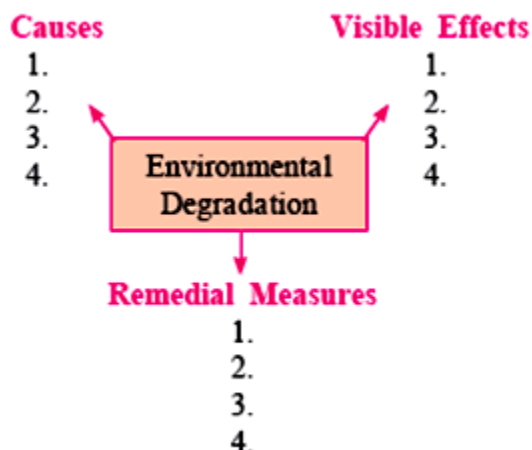 Causes
1.
2.
3.
4.
Visible Effects
1.
2.
3.
4.
Environmental
Degradation
Remedial Measures
1.
2.
3.
4.